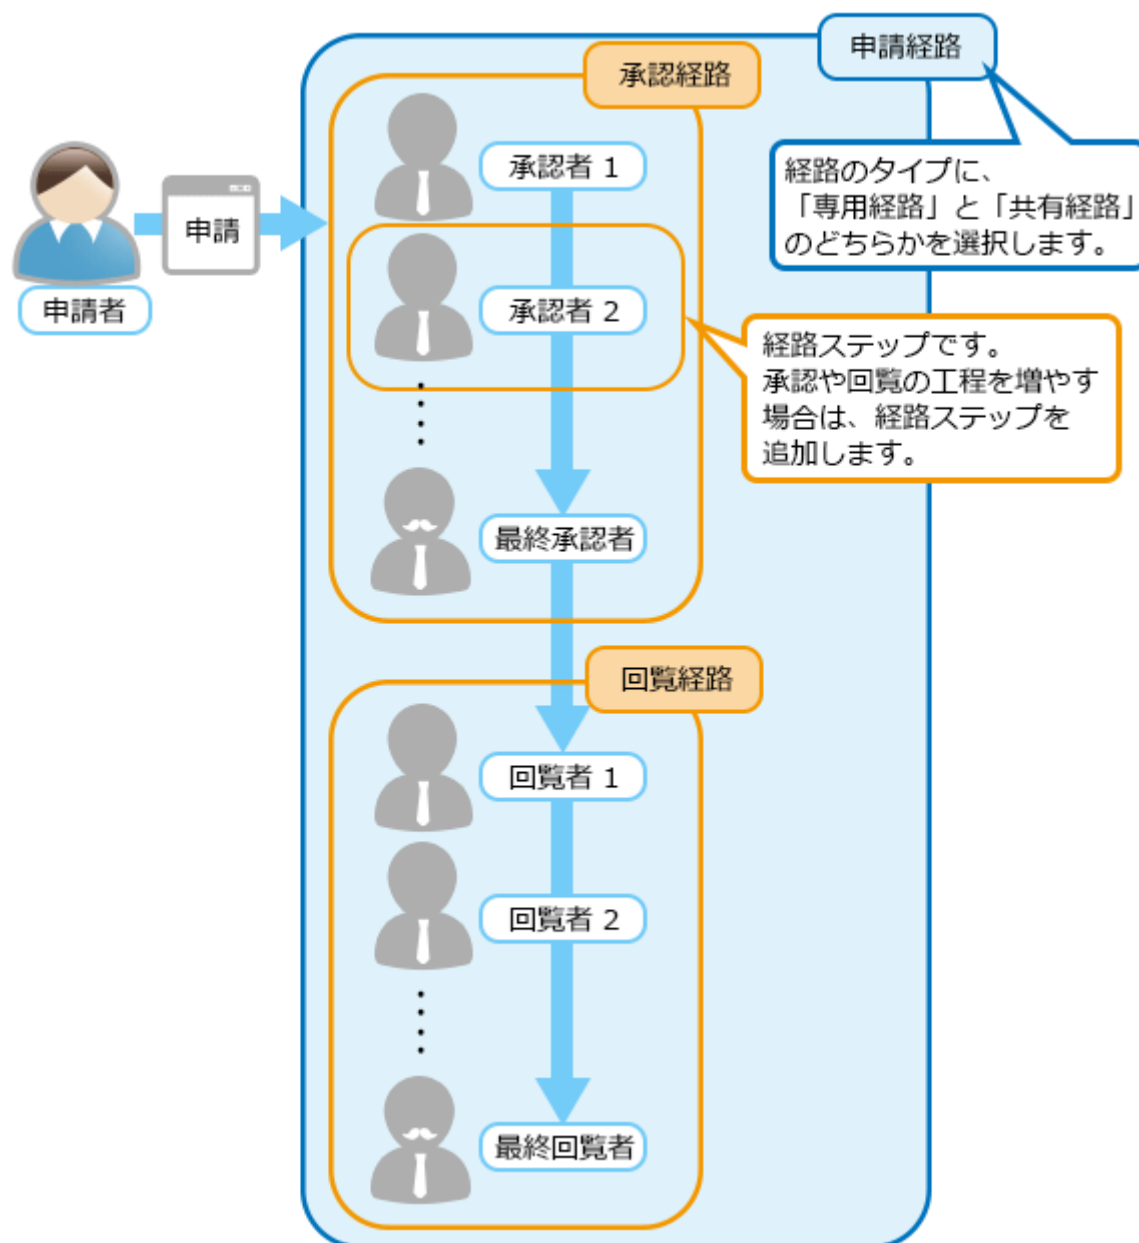 申請経路
承認経路
経路のタイプに、
「専用経路」と「共有経路」
のどちらかを選択します。
承認者 1
申請
申請者
承認者 2
経路ステップです。
承認や回覧の工程を増やす
場合は、経路ステップを
追加します。
最終承認者
回覧経路
回覧者 1
回覧者 2
最終回覧者